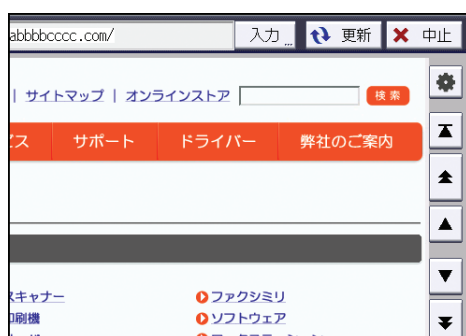 abbbbcccc.com/ 入力... 更新 中止
| サイトマップ | オンラインストア 検索
ビス サポート ドライバー 弊社のご案内
スキャナー ファクシミリ
印刷機 ソフトウェア